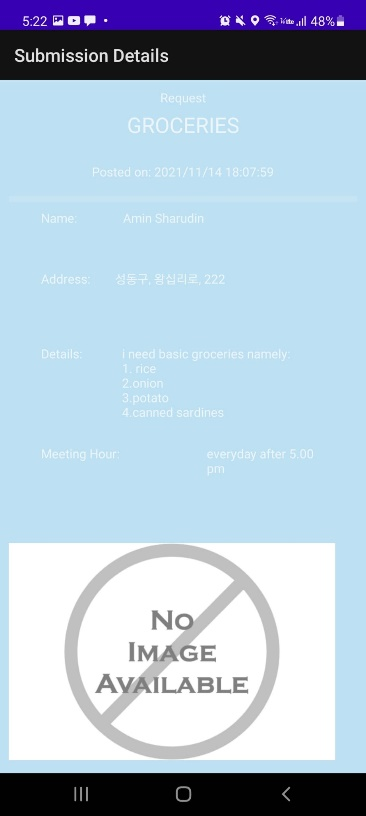 5:22
48%
Submission Details
Request
GROCERIES
Posted on: 2021/11/14 18:07:59
Name: Amin Sharudin
Address: 성동구, 왕십리로, 222
Details: i need basic groceries namely:
1. rice
2.onion
3.potato
4.canned sardines
Meeting Hour: everyday after 5.00
pm
No
Image
Available